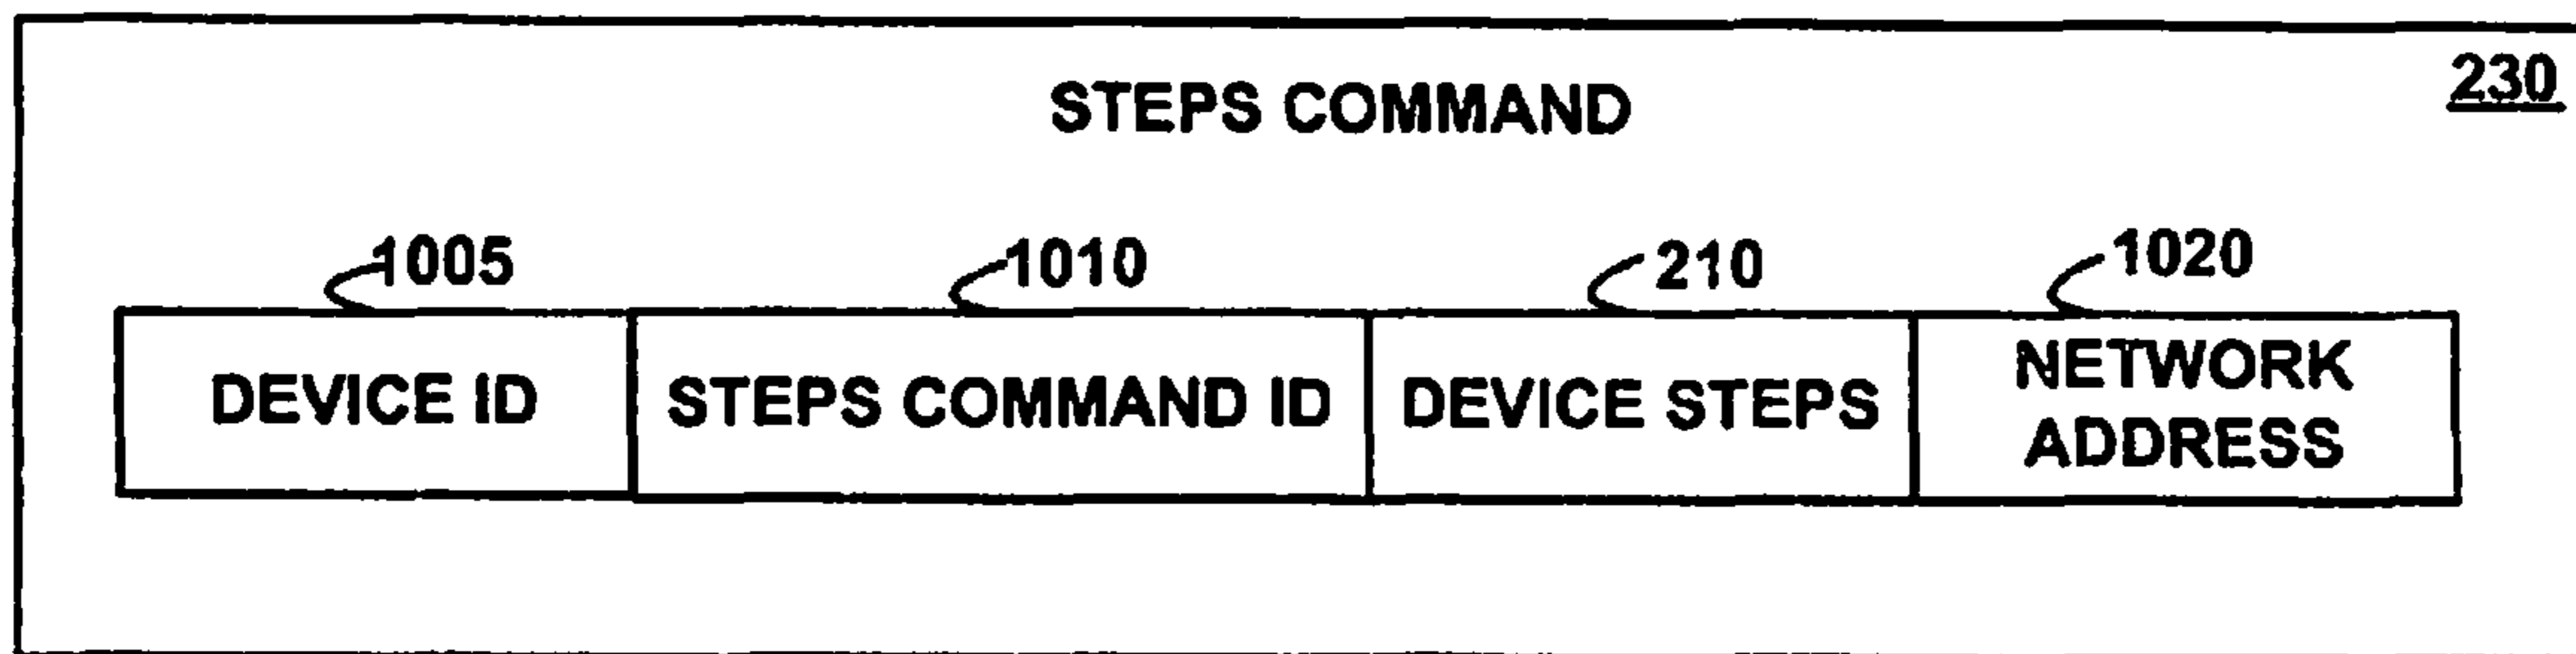 230
STEPS COMMAND
1005
1010
210
1020
DEVICE ID
STEPS COMMAND ID
DEVICE STEPS
NETWORK
ADDRESS